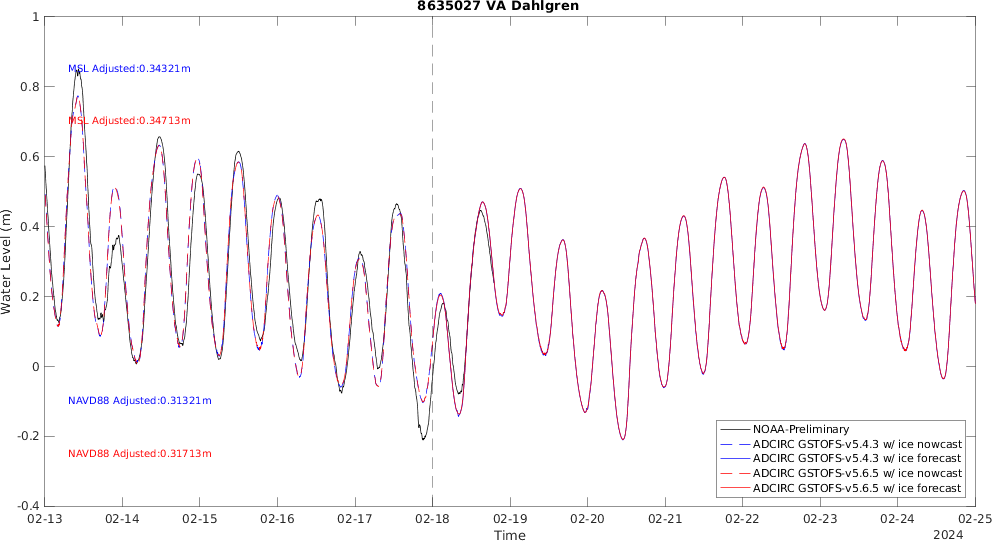 8635027 VA Dahlgren
1
0.8
0.6
0.4
0.2
0
-0.2
-0.4
Water Level (m)
MSL Adjusted:0.34321m
MSL Adjusted:0.34713m
NAVD88 Adjusted:0.31321m
NAVD88 Adjusted:0.31713m
NOAA-Preliminary
ADCIRC GSTOFS-v5.4.3 w/ ice nowcast
ADCIRC GSTOFS-v5.4.3 w/ ice forecast
ADCIRC GSTOFS-v5.6.5 w/ ice nowcast
ADCIRC GSTOFS-v5.6.5 w/ ice forecast
02-13 02-14 02-15 02-16 02-17 02-18 02-19 02-20 02-21 02-22 02-23 02-24 02-25
Time
2024